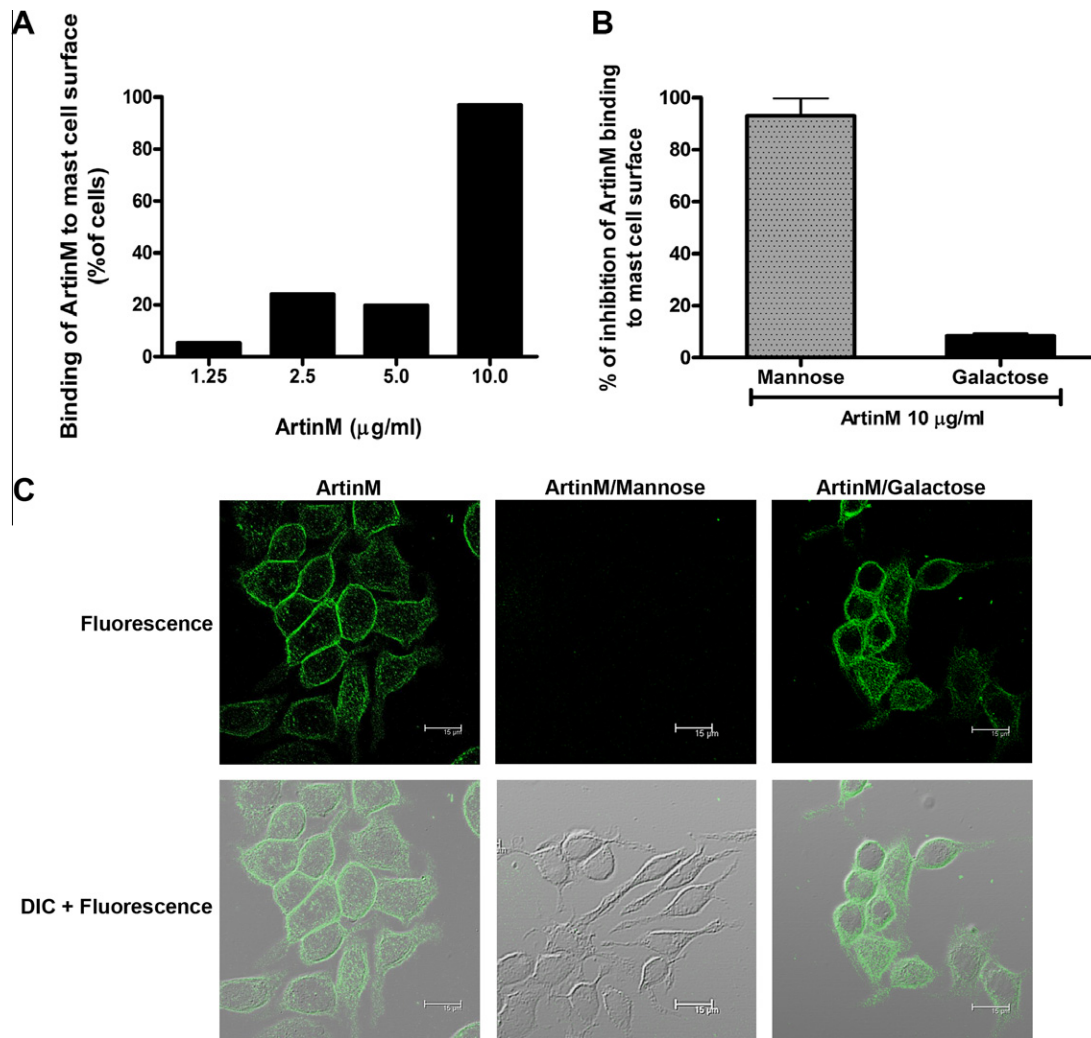 A
Binding of ArtinM to mast cell surface
(%of cells)
100
80
60
40
20
0
1.25 2.5 5.0 10.0
ArtinM (μg/ml)
B
% of inhibition of ArtinM binding
to mast cell surface
100
80
60
40
20
0
Mannose Galactose
ArtinM 10 μg/ml
C
ArtinM ArtinM/Mannose ArtinM/Galactose
Fluorescence
15 μm 15 μm 15 μm
DIC + Fluorescence
15 μm 15 μm 15 μm